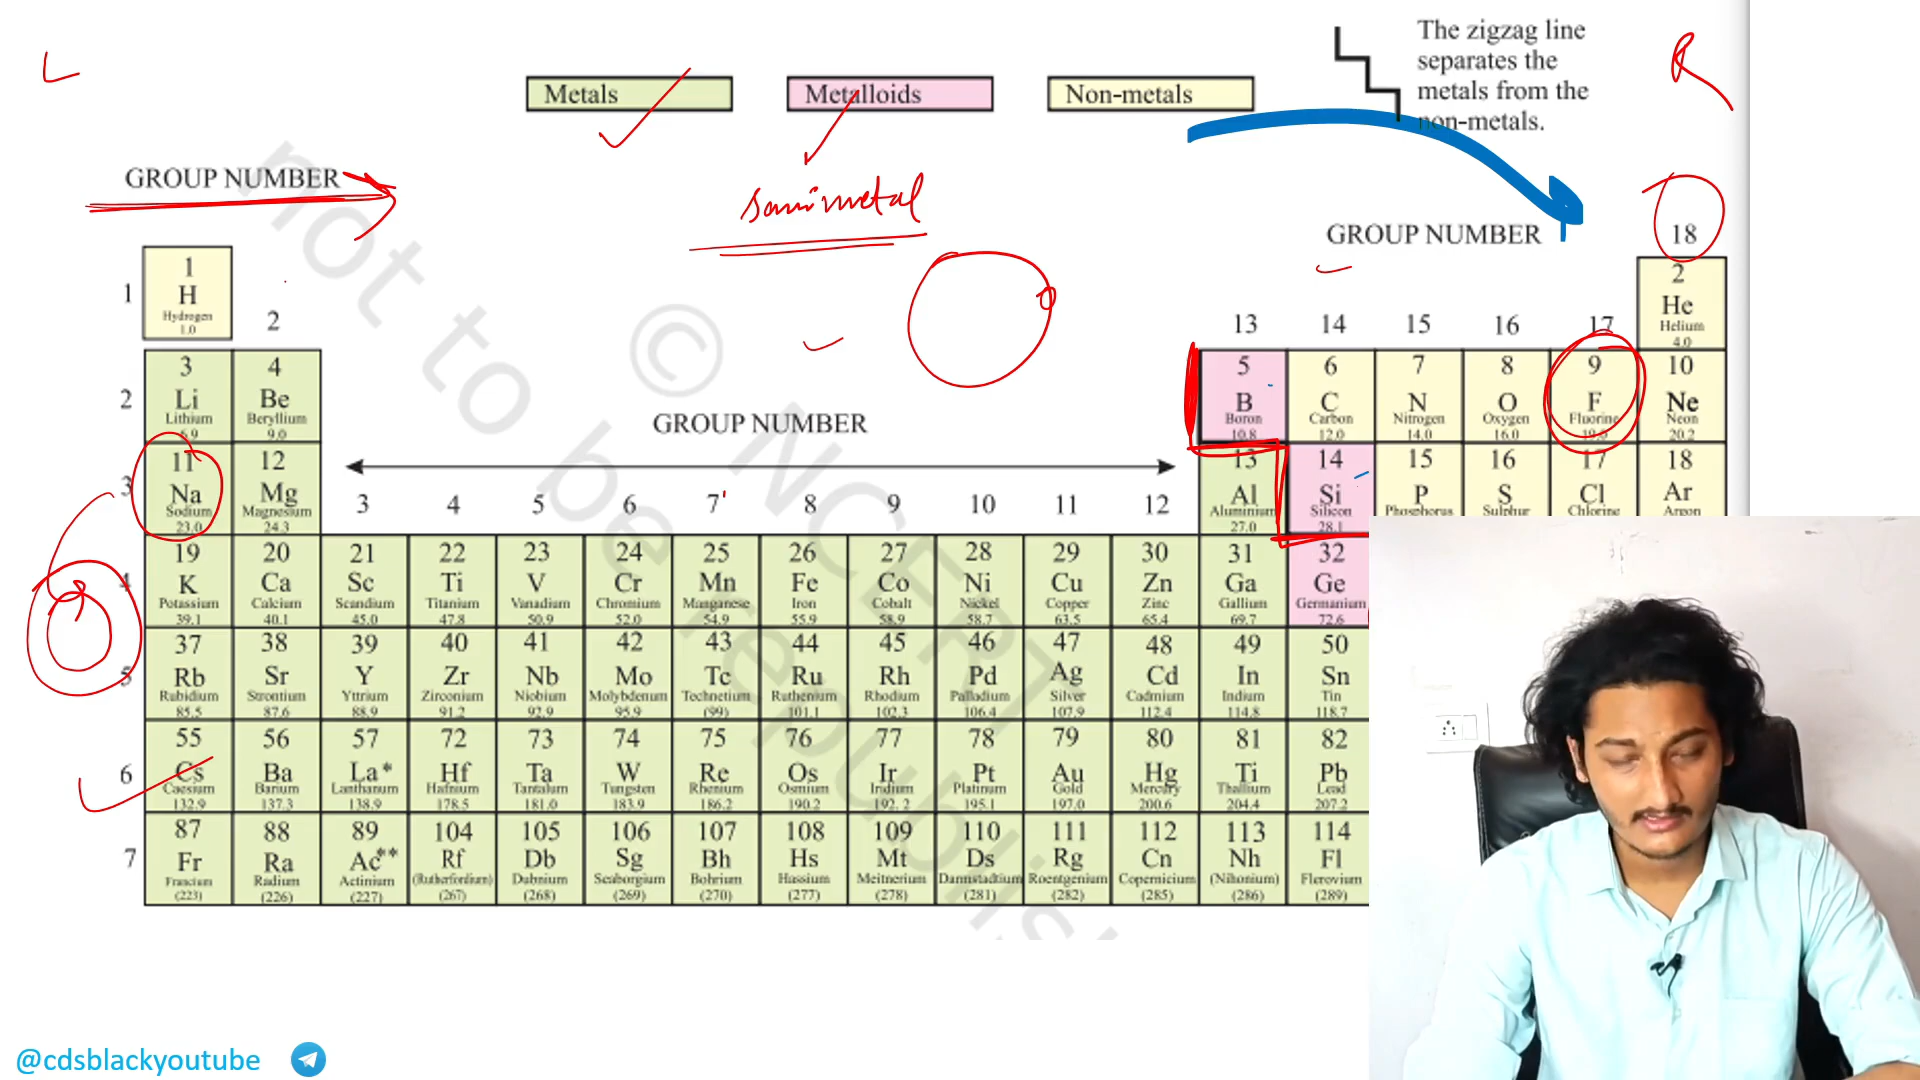 L
R
The zigzag line
separates the
metals from the
non-metals.
Metals
Metalloids
Non-metals
semimetal
GROUP NUMBER
GROUP NUMBER
18
1 2
H He
Hydrogen Helium
1.0 4.0
1
2
13 14 15 16 17
3 4 5 6 7 8 9 10
2 Li Be B C N O F Ne
Lithium Beryllium Boron Carbon Nitrogen Oxygen Fluorine Neon
6.9 9.0 10.8 12.0 14.0 16.0 19.0 20.2
GROUP NUMBER
11 12 13 14 15 16 17 18
3 Na Mg 3 4 5 6 7 8 9 10 11 12 Al Si P S Cl Ar
Sodium Magnesium Aluminium Silicon Phosphorus Sulphur Chlorine Argon
23.0 24.3 27.0 28.1
19 20 21 22 23 24 25 26 27 28 29 30 31 32
4 K Ca Sc Ti V Cr Mn Fe Co Ni Cu Zn Ga Ge
Potassium Calcium Scandium Titanium Vanadium Chromium Manganese Iron Cobalt Nickel Copper Zinc Gallium Germanium
39.1 40.1 45.0 47.8 50.9 52.0 54.9 55.9 58.9 58.7 63.5 65.4 69.7 72.6
37 38 39 40 41 42 43 44 45 46 47 48 49 50
5 Rb Sr Y Zr Nb Mo Tc Ru Rh Pd Ag Cd In Sn
Rubidium Strontium Yttrium Zirconium Niobium Molybdenum Technetium Ruthenium Rhodium Palladium Silver Cadmium Indium Tin
85.5 87.6 88.9 91.2 92.9 95.9 (99) 101.1 102.3 106.4 107.9 112.4 114.8 118.7
55 56 57 72 73 74 75 76 77 78 79 80 81 82
6 Cs Ba La* Hf Ta W Re Os Ir Pt Au Hg Ti Pb
Caesium Barium Lanthanum Hafnium Tantalum Tungsten Rhenium Osmium Iridium Platinum Gold Mercury Thallium Lead
132.9 137.3 138.9 178.5 181.0 183.9 186.2 190.2 192.2 195.1 197.0 200.6 204.4 207.2
87 88 89 104 105 106 107 108 109 110 111 112 113 114
7 Fr Ra Ac** Rf Db Sg Bh Hs Mt Ds Rg Cn Nh Fl
Francium Radium Actinium (Rutherfordium) Dubnium Seaborgium Bohrium Hassium Meitnerium Darmstadtium Roentgenium Copernicium (Nihonium) Flerovium
(223) (226) (227) (267) (268) (269) (270) (277) (278) (281) (282) (285) (286) (289)
© NCERT
not to be republis
@cdsblackyoutube